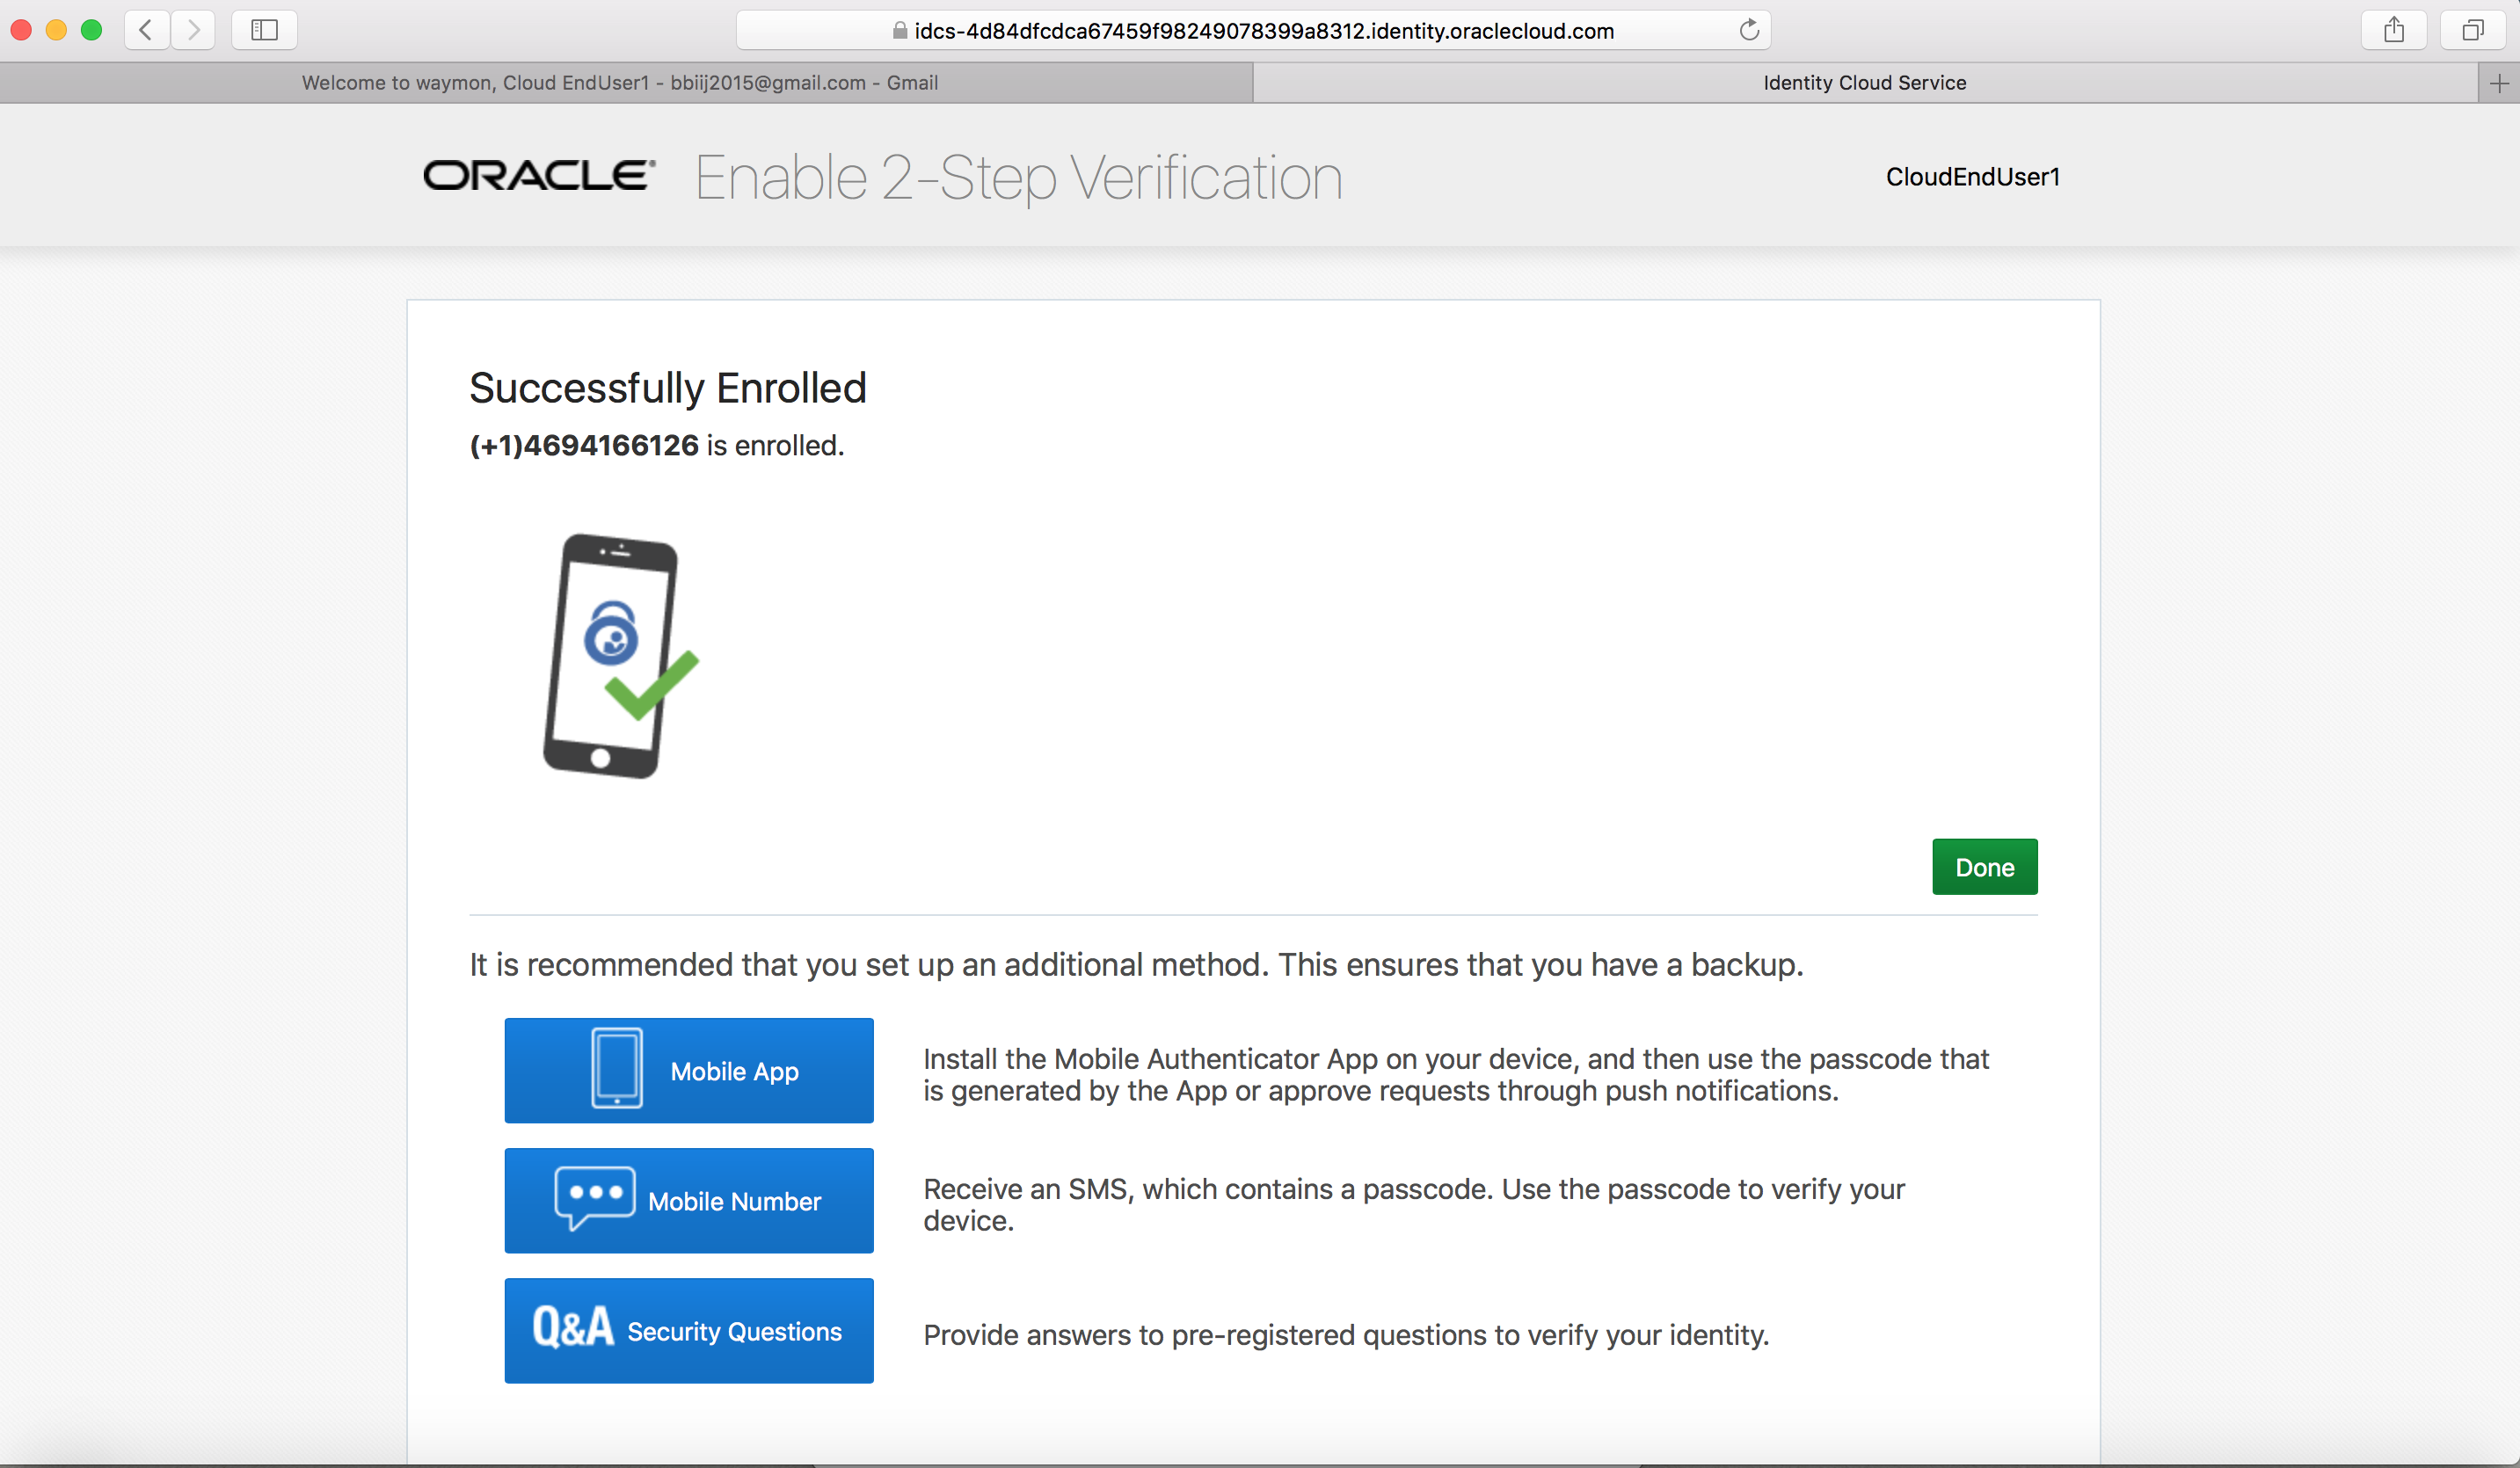 idcs-4d84dfcdca67459f98249078399a8312.identity.oraclecloud.com
Welcome to waymon, Cloud EndUser1 - bbiij2015@gmail.com - Gmail
Identity Cloud Service
ORACLE® Enable 2-Step Verification
CloudEndUser1
Successfully Enrolled
(+1)4694166126 is enrolled.
Done
It is recommended that you set up an additional method. This ensures that you have a backup.
Mobile App
Install the Mobile Authenticator App on your device, and then use the passcode that
is generated by the App or approve requests through push notifications.
Mobile Number
Receive an SMS, which contains a passcode. Use the passcode to verify your
device.
Q&A Security Questions
Provide answers to pre-registered questions to verify your identity.